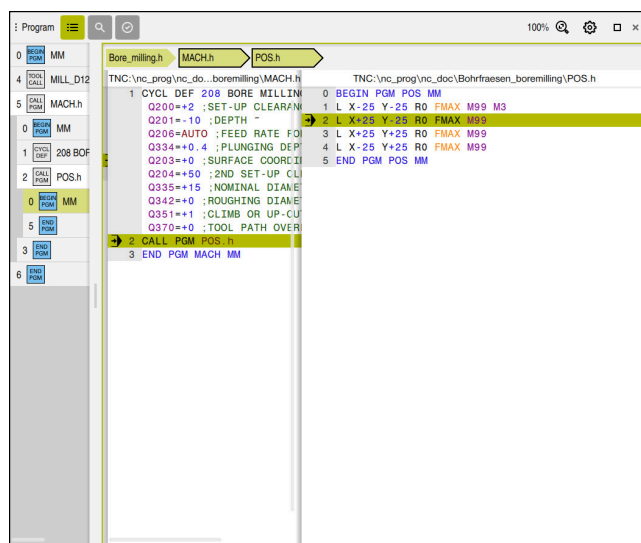 Program
100%
0 BEGIN PGM MM
4 TOOL CALL MILL_D12
5 CALL PGM MACH.h
0 BEGIN PGM MM
1 CYCL DEF 208 BOR
2 CALL PGM POS.h
0 BEGIN PGM MM
5 END PGM
3 END PGM
6 END PGM
Bore_milling.h MACH.h POS.h
TNC:\nc_prog\nc_do...boremilling\MACH.h
1 CYCL DEF 208 BORE MILLING
Q200=+2 ;SET-UP CLEARAN
Q201=-10 ;DEPTH ~
Q206=AUTO ;FEED RATE FO
Q334=+0.4 ;PLUNGING DEP
Q203=+0 ;SURFACE COORDI
Q204=+50 ;2ND SET-UP CL
Q335=+15 ;NOMINAL DIAME
Q342=+0 ;ROUGHING DIAME
Q351=+1 ;CLIMB OR UP-CU
Q370=+0 ;TOOL PATH OVER
2 CALL PGM POS.h
3 END PGM MACH MM
TNC:\nc_prog\nc_doc\Bohrfraesen_boremilling\POS.h
0 BEGIN PGM POS MM
1 L X-25 Y-25 R0 FMAX M99 M3
2 L X+25 Y-25 R0 FMAX M99
3 L X+25 Y+25 R0 FMAX M99
4 L X-25 Y+25 R0 FMAX M99
5 END PGM POS MM